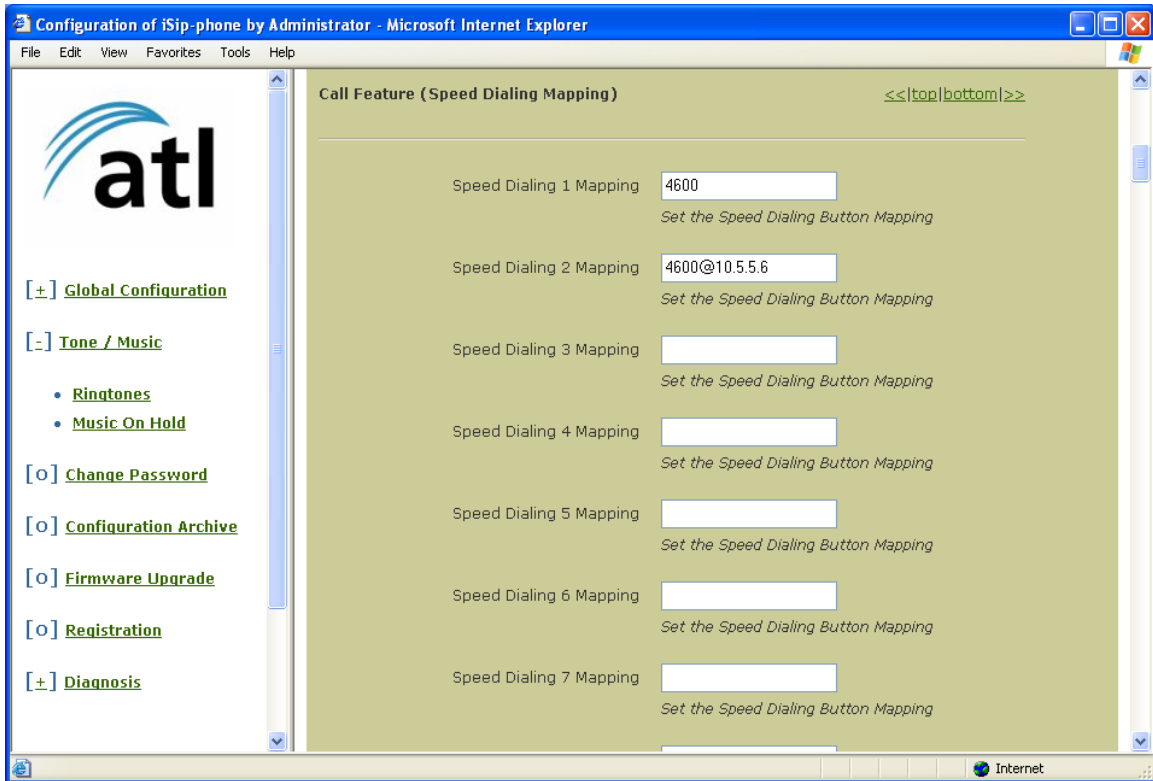 Configuration of iSip-phone by Administrator - Microsoft Internet Explorer
File Edit View Favorites Tools Help
atl
[+] Global Configuration
[-] Tone / Music
• Ringtones
• Music On Hold
[O] Change Password
[O] Configuration Archive
[O] Firmware Upgrade
[O] Registration
[+] Diagnosis
Call Feature (Speed Dialing Mapping) <<|top|bottom|>>
Speed Dialing 1 Mapping 4600
Set the Speed Dialing Button Mapping
Speed Dialing 2 Mapping 4600@10.5.5.6
Set the Speed Dialing Button Mapping
Speed Dialing 3 Mapping
Set the Speed Dialing Button Mapping
Speed Dialing 4 Mapping
Set the Speed Dialing Button Mapping
Speed Dialing 5 Mapping
Set the Speed Dialing Button Mapping
Speed Dialing 6 Mapping
Set the Speed Dialing Button Mapping
Speed Dialing 7 Mapping
Set the Speed Dialing Button Mapping
Internet